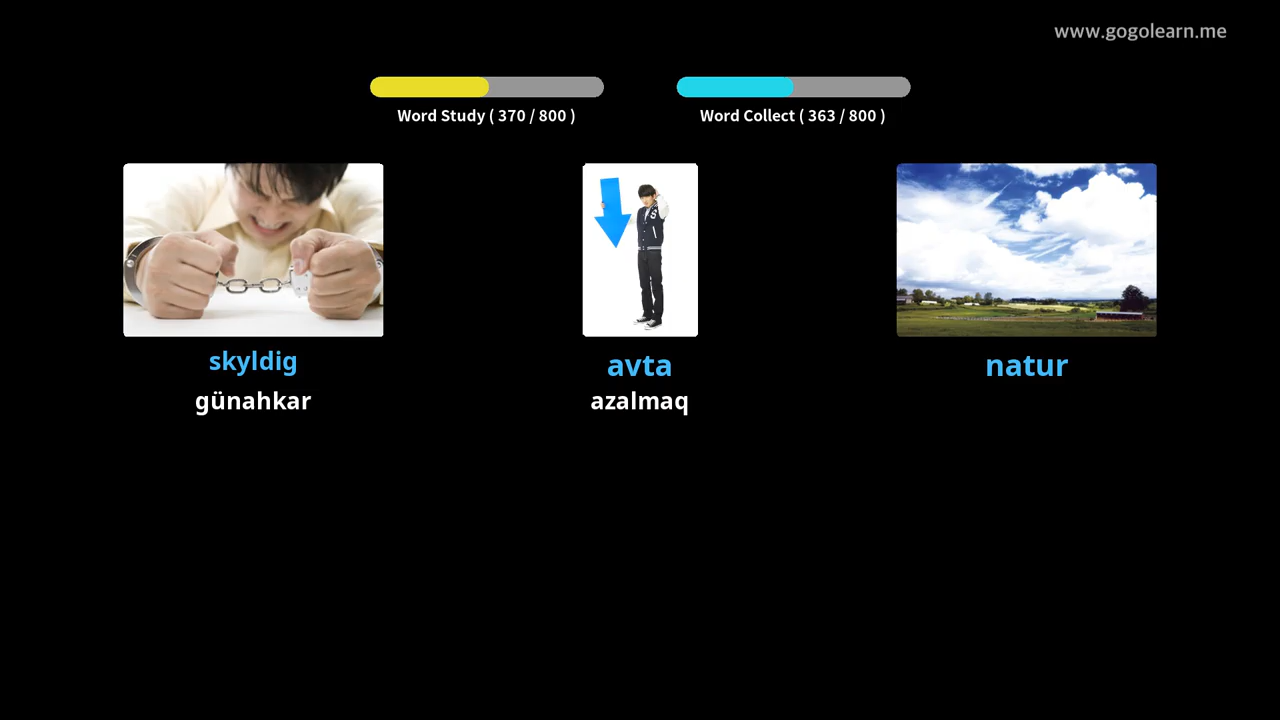 www.gogolearn.me
Word Study ( 370 / 800 )
Word Collect ( 363 / 800 )
skyldig
günahkar
avta
azalmaq
natur